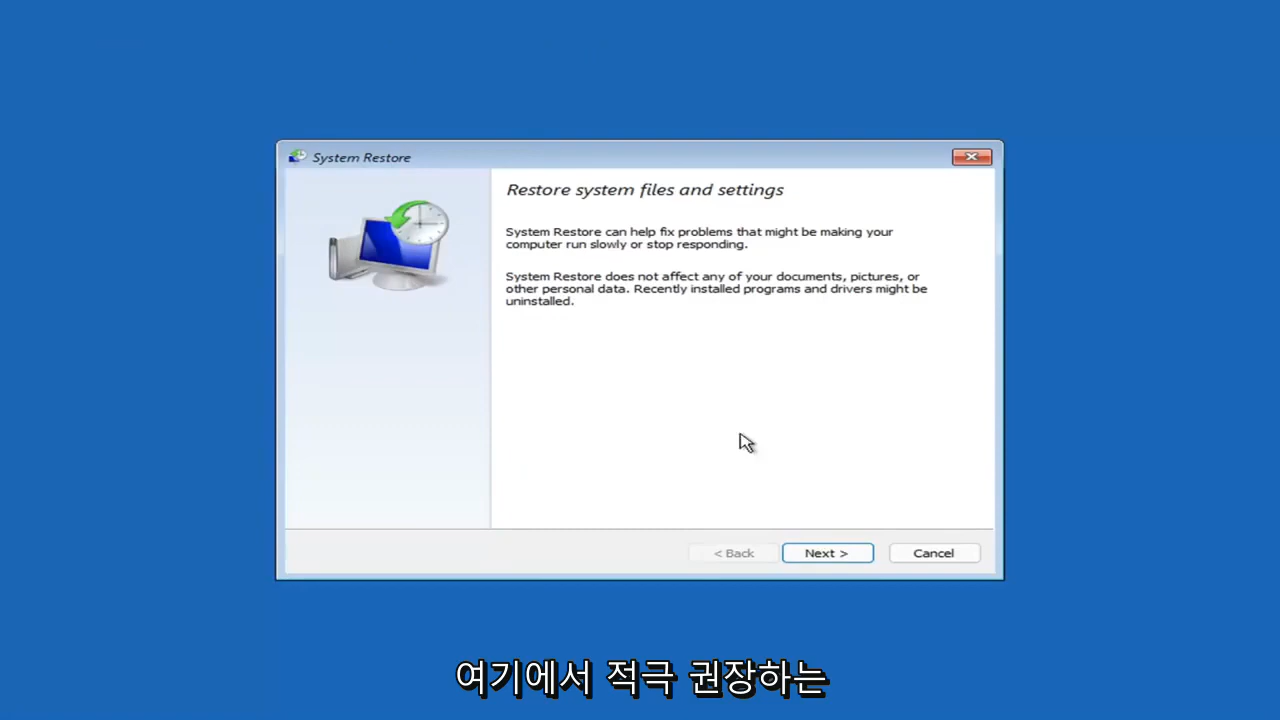 System Restore
Restore system files and settings
System Restore can help fix problems that might be making your
computer run slowly or stop responding.
System Restore does not affect any of your documents, pictures, or
other personal data. Recently installed programs and drivers might be
uninstalled.
< Back
Next >
Cancel
여기에서 적극 권장하는